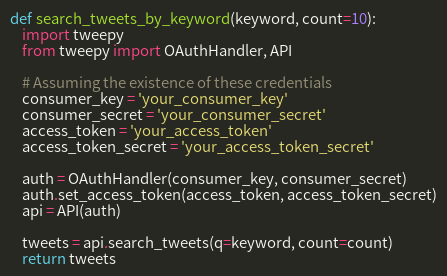 def search_tweets_by_keyword(keyword, count=10):
import tweepy
from tweepy import OAuthHandler, API
# Assuming the existence of these credentials
consumer_key = 'your_consumer_key'
consumer_secret = 'your_consumer_secret'
access_token = 'your_access_token'
access_token_secret = 'your_access_token_secret'
auth = OAuthHandler(consumer_key, consumer_secret)
auth.set_access_token(access_token, access_token_secret)
api = API(auth)
tweets = api.search_tweets(q=keyword, count=count)
return tweets